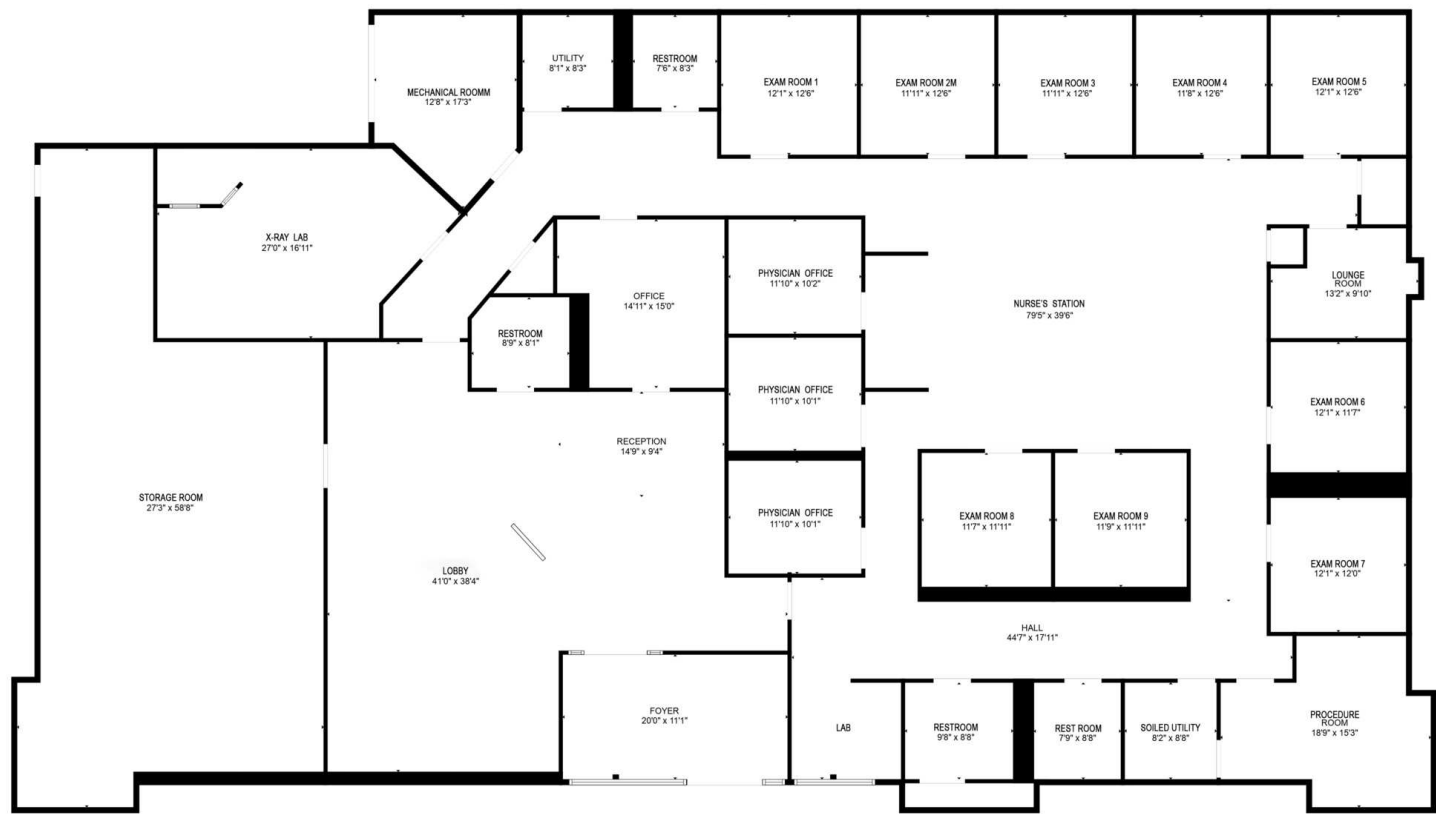 UTILITY
8'1" x 8'3"
RESTROOM
7'6" x 8'3"
MECHANICAL ROOMM
12'8" x 17'3"
EXAM ROOM 1
12'1" x 12'6"
EXAM ROOM 2M
11'11" x 12'6"
EXAM ROOM 3
11'11" x 12'6"
EXAM ROOM 4
11'8" x 12'6"
EXAM ROOM 5
12'1" x 12'6"
X-RAY LAB
27'0" x 16'11"
OFFICE
14'11" x 15'0"
PHYSICIAN OFFICE
11'10" x 10'2"
NURSE'S STATION
79'5" x 39'6"
LOUNGE
ROOM
13'2" x 9'10"
RESTROOM
8'9" x 8'1"
PHYSICIAN OFFICE
11'10" x 10'1"
EXAM ROOM 6
12'1" x 11'7"
RECEPTION
14'9" x 9'4"
STORAGE ROOM
27'3" x 58'8"
PHYSICIAN OFFICE
11'10" x 10'1"
EXAM ROOM 8
11'7" x 11'11"
EXAM ROOM 9
11'9" x 11'11"
LOBBY
41'0" x 38'4"
EXAM ROOM 7
12'1" x 12'0"
HALL
44'7" x 17'11"
FOYER
20'0" x 11'1"
LAB
RESTROOM
9'8" x 8'8"
REST ROOM
7'9" x 8'8"
SOILED UTILITY
8'2" x 8'8"
PROCEDURE
ROOM
18'9" x 15'3"